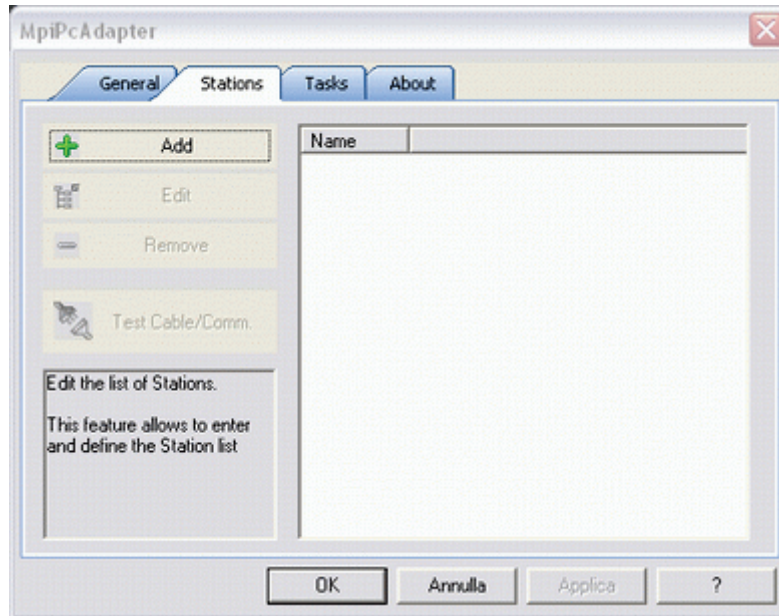 MpiPcAdapter
General Stations Tasks About
Add
Name
Edit
Remove
Test Cable/Comm.
Edit the list of Stations.
This feature allows to enter
and define the Station list
OK Annulla Applica ?